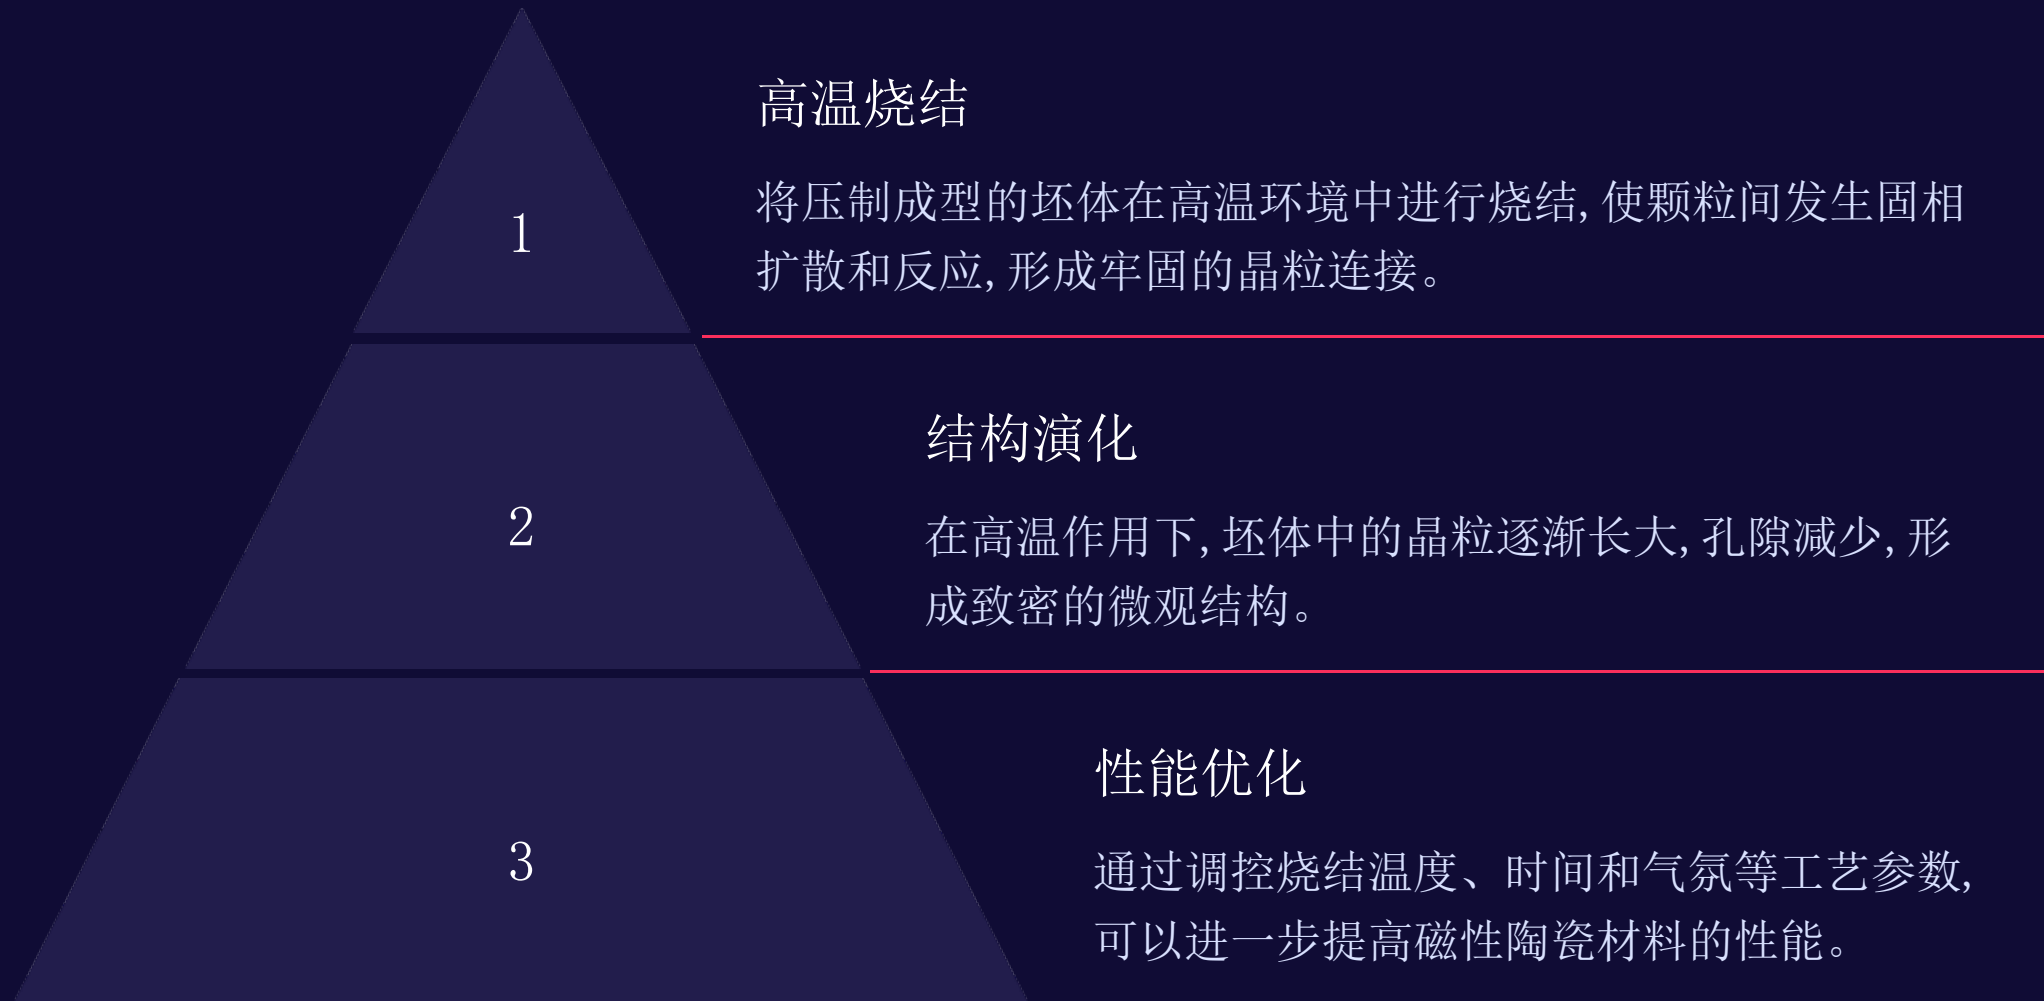 1
高温烧结
将压制成型的坯体在高温环境中进行烧结,使颗粒间发生固相
扩散和反应,形成牢固的晶粒连接。
2
结构演化
在高温作用下,坯体中的晶粒逐渐长大,孔隙减少,形
成致密的微观结构。
3
性能优化
通过调控烧结温度、时间和气氛等工艺参数,
可以进一步提高磁性陶瓷材料的性能。